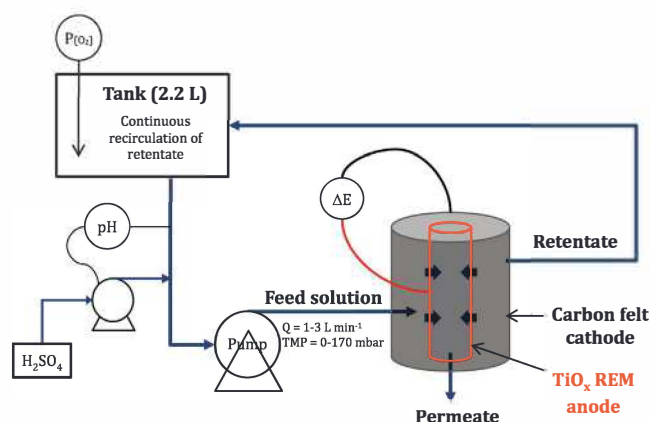 P[O₂]
Tank (2.2 L)
Continuous
recirculation of
retentate
ΔE
pH
Retentate
Feed solution
Q = 1-3 L min⁻¹
TMP = 0-170 mbar
Pump
Carbon felt
cathode
H₂SO₄
TiOₓ REM
anode
Permeate